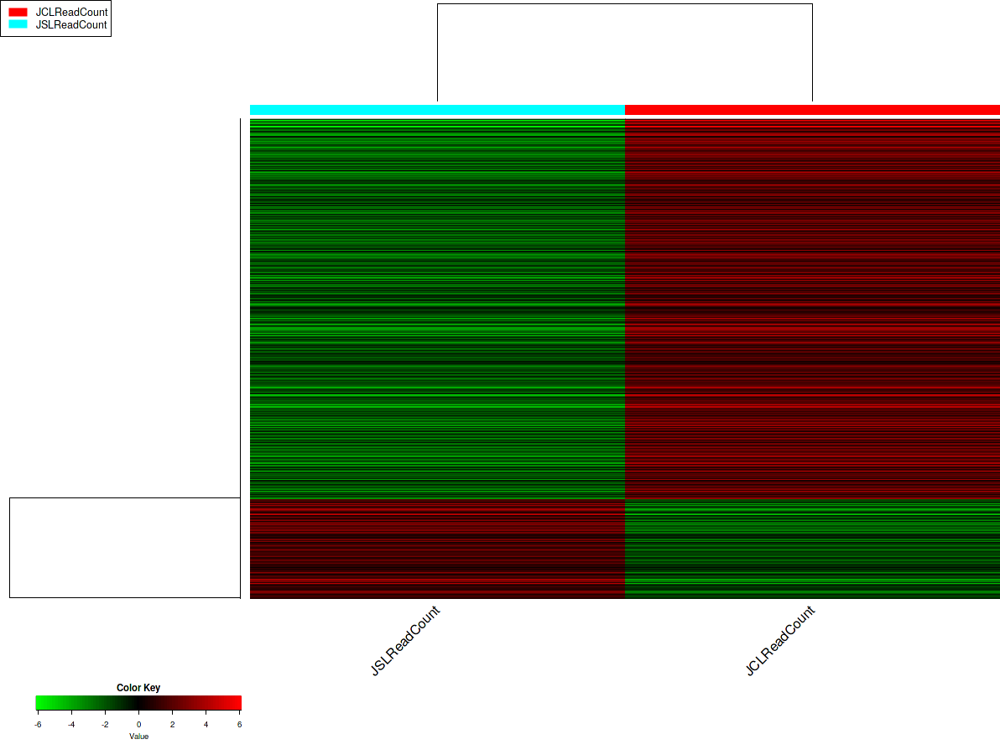 JCLReadCount
JSLReadCount
JSLReadCount
JCLReadCount
Color Key
-6 -4 -2 0 2 4 6
Value